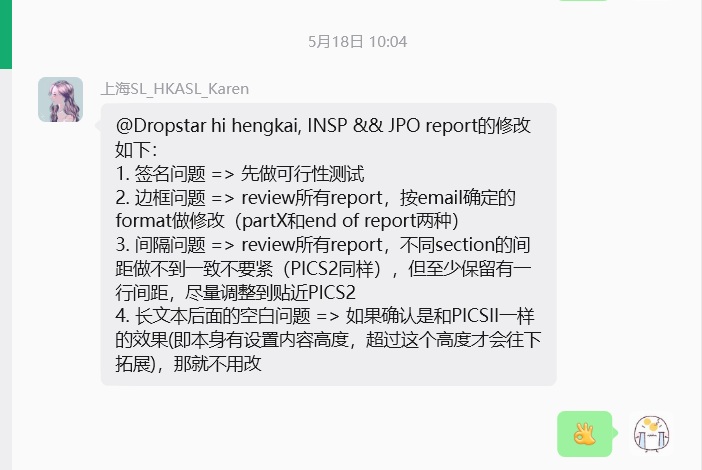 5月18日 10:04
上海SL_HKASL_Karen
@Dropstar hi hengkai, INSP && JPO report的修改
如下：
1. 签名问题 => 先做可行性测试
2. 边框问题 => review所有report，按email确定的
format做修改（partX和end of report两种）
3. 间隔问题 => review所有report，不同section的间
距做不到一致不要紧（PICS2同样），但至少保留有一
行间距，尽量调整到贴近PICS2
4. 长文本后面的空白问题 => 如果确认是和PICSII一样
的效果(即本身有设置内容高度，超过这个高度才会往下
拓展)，那就不用改